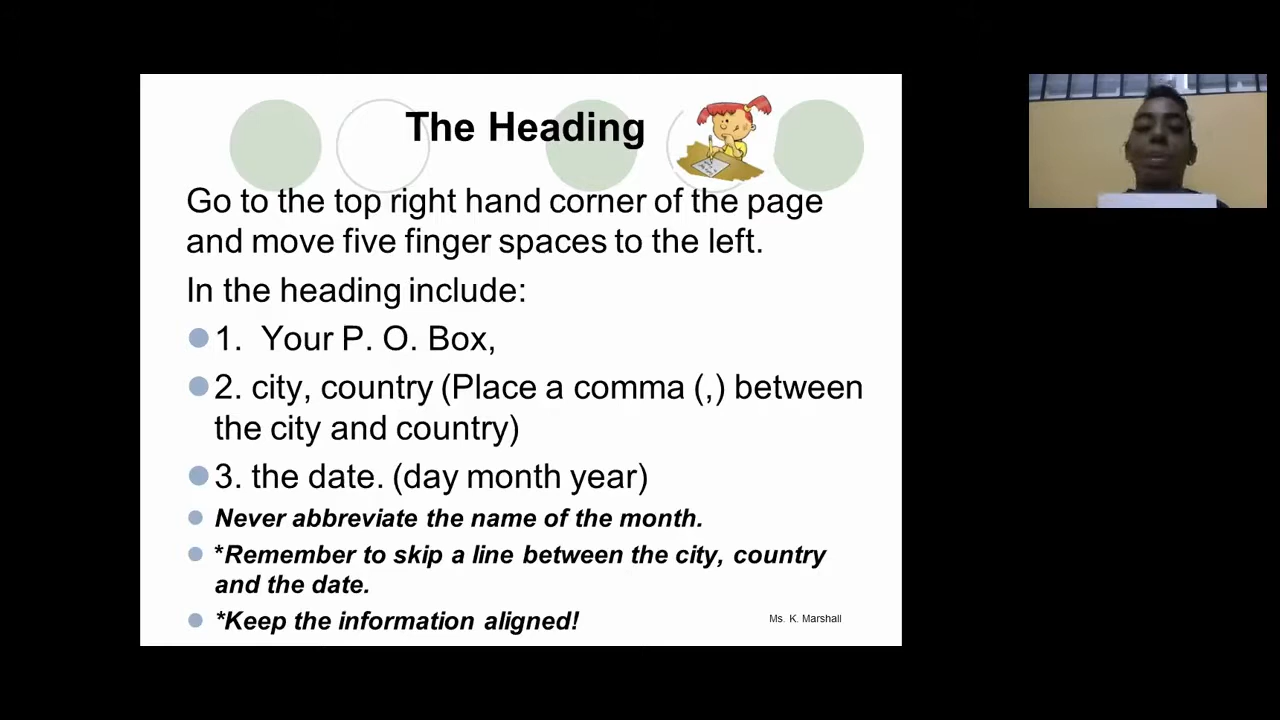 The Heading
Go to the top right hand corner of the page
and move five finger spaces to the left.
In the heading include:
1. Your P. O. Box,
2. city, country (Place a comma (,) between
the city and country)
3. the date. (day month year)
Never abbreviate the name of the month.
*Remember to skip a line between the city, country
and the date.
*Keep the information aligned!
Ms. K. Marshall